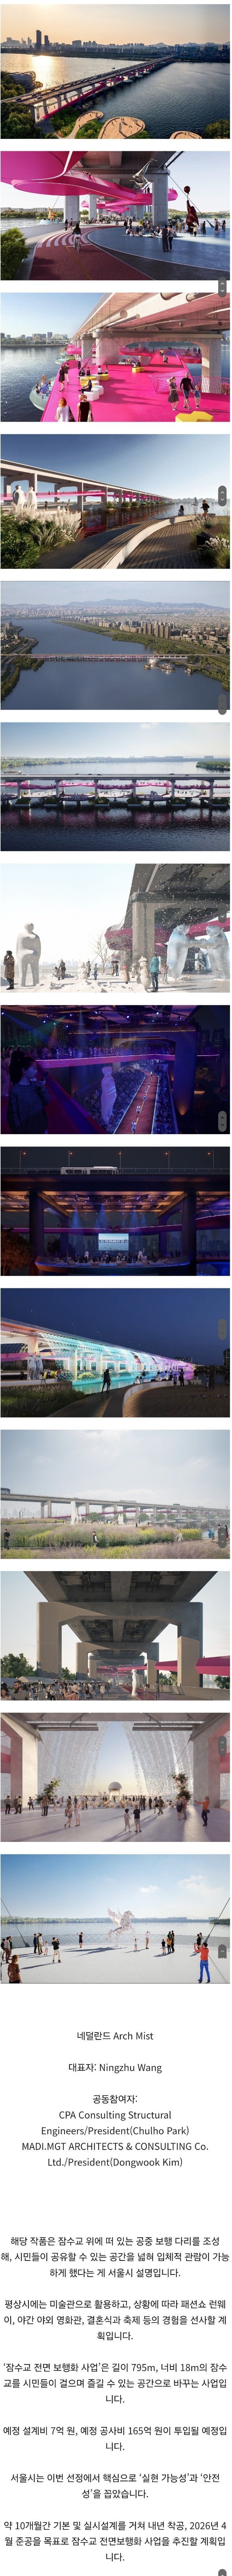 네덜란드 Arch Mist
대표자: Ningzhu Wang
공동참여자:
CPA Consulting Structural
Engineers/President(Chulho Park)
MADI.MGT ARCHITECTS & CONSULTING Co.
Ltd./President(Dongwook Kim)
해당 작품은 잠수교 위에 떠 있는 공중 보행 다리를 조성
해, 시민들이 공유할 수 있는 공간을 넓혀 입체적 관람이 가능
하게 했다는 게 서울시 설명입니다.
평상시에는 미술관으로 활용하고, 상황에 따라 패션쇼 런웨
이, 야간 야외 영화관, 결혼식과 축제 등의 경험을 선사할 계
획입니다.
‘잠수교 전면 보행화 사업’은 길이 795m, 너비 18m의 잠수
교를 시민들이 걸으며 즐길 수 있는 공간으로 바꾸는 사업입
니다.
예정 설계비 7억 원, 예정 공사비 165억 원이 투입될 예정입
니다.
서울시는 이번 선정에서 핵심으로 ‘실현 가능성’과 ‘안전
성’을 꼽았습니다.
약 10개월간 기본 및 실시설계를 거쳐 내년 착공, 2026년 4
월 준공을 목표로 잠수교 전면보행화 사업을 추진할 계획입
니다.